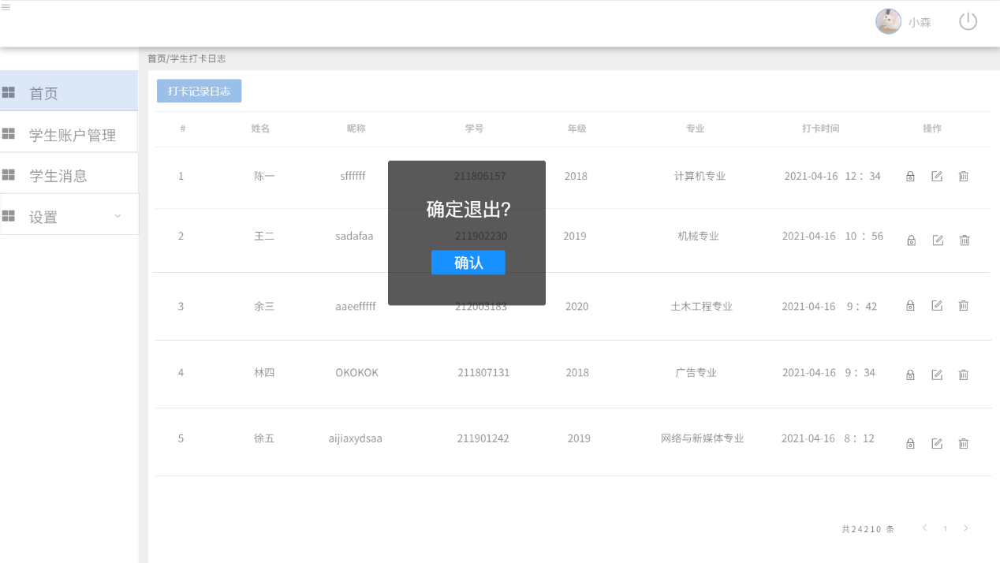 小森
首页/学生打卡日志
首页
学生账户管理
学生消息
设置
打卡记录日志
# 姓名 昵称 学号 年级 专业 打卡时间 操作
1 陈一 sffffff 211806157 2018 计算机专业 2021-04-16 12：34
2 王二 sadafaa 211902230 2019 机械专业 2021-04-16 10：56
3 余三 aaeefffff 212003183 2020 土木工程专业 2021-04-16 9：42
4 林四 OKOKOK 211807131 2018 广告专业 2021-04-16 9：34
5 徐五 aijiaxydsaa 211901242 2019 网络与新媒体专业 2021-04-16 8：12
确定退出?
确认
共24210 条 1